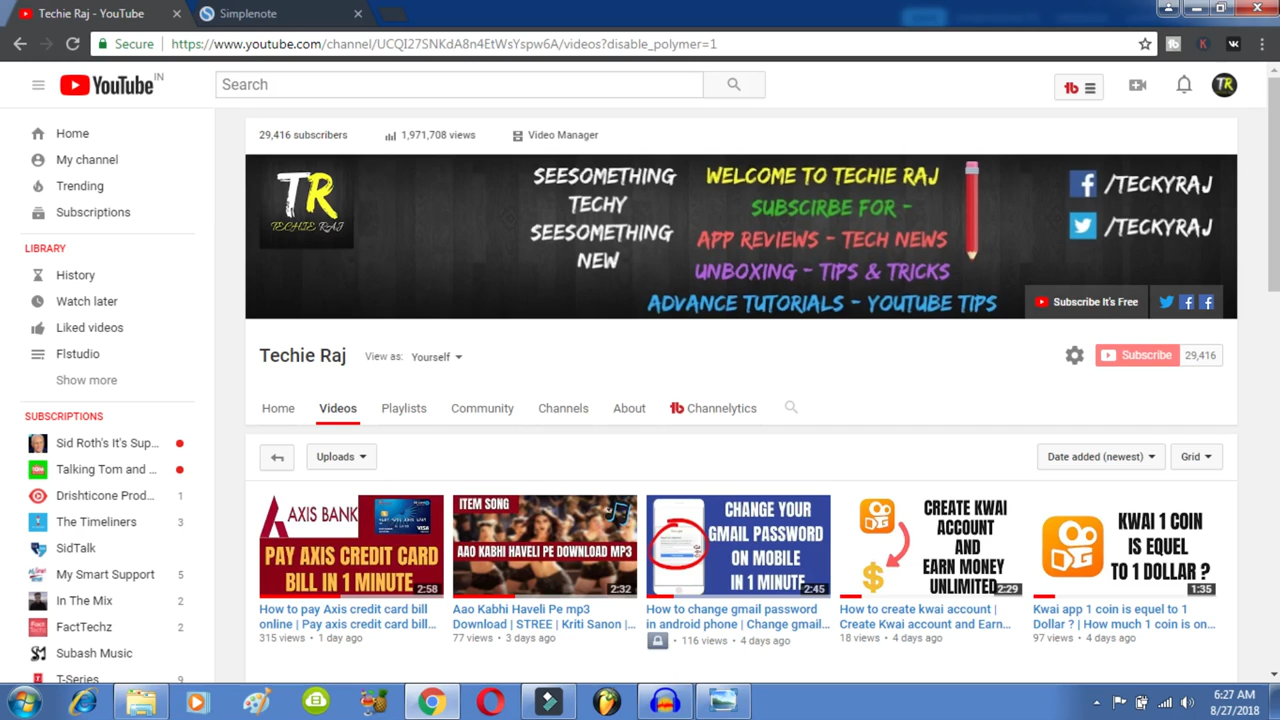 Techie Raj - YouTube
Simplenote
Secure
https://www.youtube.com/channel/UCQI27SNKdA8n4EtWsYspw6A/videos?disable_polymer=1
K
YouTube IN
Search
tb
TR
Home
My channel
Trending
Subscriptions
LIBRARY
History
Watch later
Liked videos
Flstudio
Show more
SUBSCRIPTIONS
Sid Roth's It's Sup...
Talking Tom and ...
Drishticone Prod... 1
The Timeliners 3
SidTalk
My Smart Support 5
In The Mix 2
FactTechz 2
Subash Music
T-Series 9
29,416 subscribers
1,971,708 views
Video Manager
TR
TECHIE RAJ
SEESOMETHING
TECHY
SEESOMETHING
NEW
WELCOME TO TECHIE RAJ
SUBSCIRBE FOR -
APP REVIEWS - TECH NEWS
UNBOXING - TIPS & TRICKS
ADVANCE TUTORIALS - YOUTUBE TIPS
/TECKYRAJ
/TECKYRAJ
Subscribe It's Free
Techie Raj
View as: Yourself
Subscribe 29,416
Home Videos Playlists Community Channels About tb Channelytics
Uploads
Date added (newest)
Grid
AXIS BANK
VISA
PAY AXIS CREDIT CARD
BILL IN 1 MINUTE
2:58
How to pay Axis credit card bill
online | Pay axis credit card bill...
315 views • 1 day ago
ITEM SONG
AAO KABHI HAVELI PE DOWNLOAD MP3
2:32
Aao Kabhi Haveli Pe mp3
Download | STREE | Kriti Sanon |...
77 views • 3 days ago
CHANGE YOUR
GMAIL PASSWORD
ON MOBILE
IN 1 MINUTE
2:45
How to change gmail password
in android phone | Change gmail...
• 116 views • 4 days ago
CREATE KWAI
ACCOUNT
AND
EARN MONEY
UNLIMITED
2:29
How to create kwai account |
Create Kwai account and Earn...
18 views • 4 days ago
KWAI 1 COIN
IS EQUEL
TO 1 DOLLAR ?
1:35
Kwai app 1 coin is equel to 1
Dollar ? | How much 1 coin is on...
97 views • 4 days ago
6:27 AM
8/27/2018